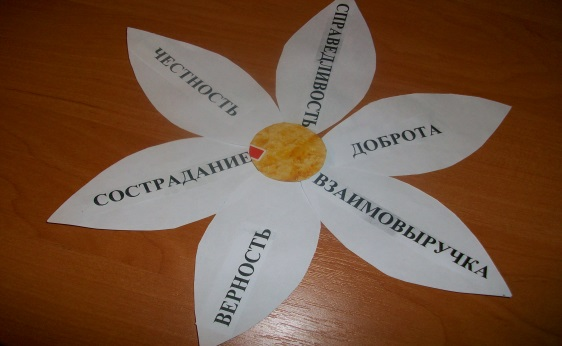 ЧЕСТНОСТЬ
СПРАВЕДЛИВОСТЬ
ДОБРОТА
ВЗАИМОВЫРУЧКА
ВЕРНОСТЬ
СОСТРАДАНИЕ